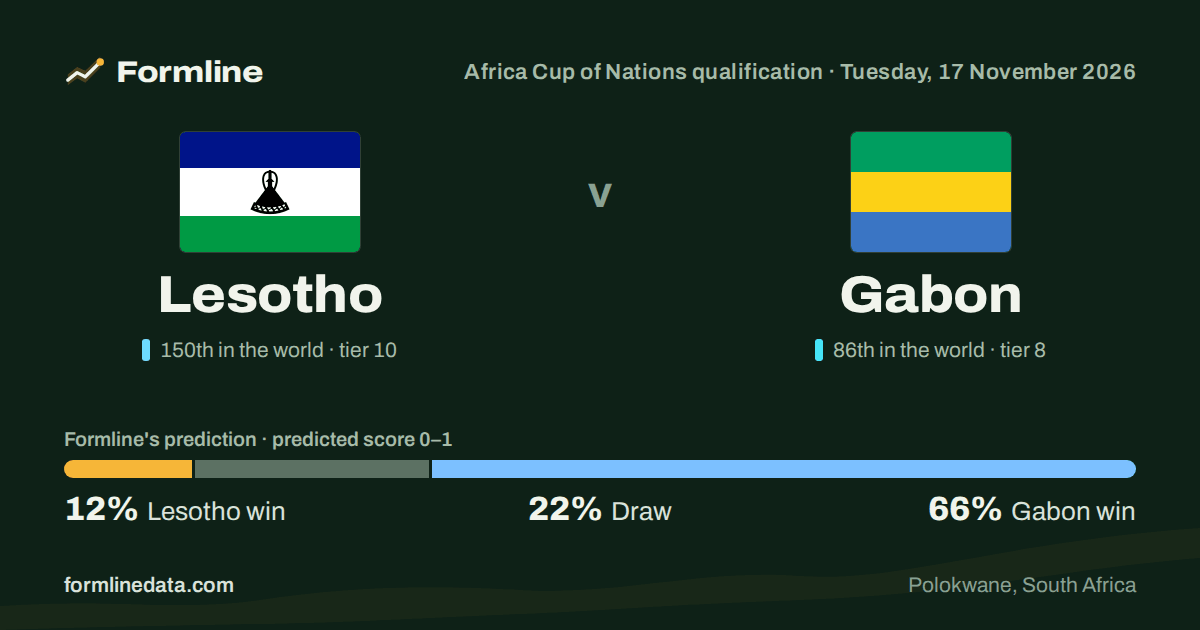 Formline
Africa Cup of Nations qualification · Tuesday, 17 November 2026
V
Lesotho
Gabon
150th in the world · tier 10
86th in the world · tier 8
Formline's prediction · predicted score 0–1
12% Lesotho win
22% Draw
66% Gabon win
formlinedata.com
Polokwane, South Africa